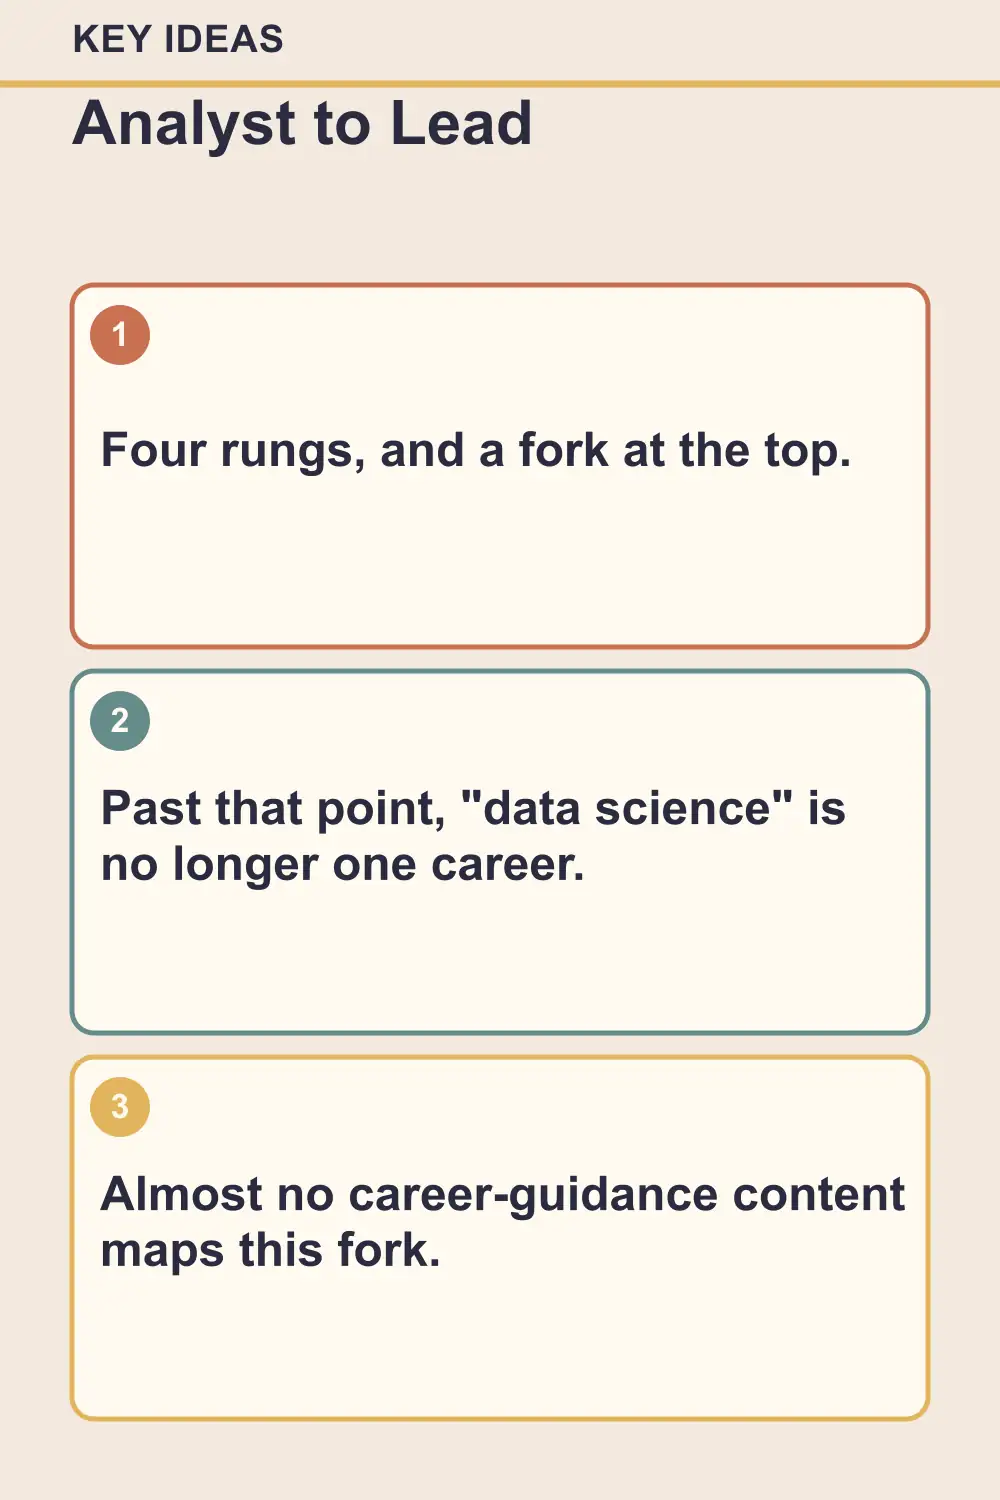 KEY IDEAS
Analyst to Lead
1
Four rungs, and a fork at the top.
2
Past that point, "data science" is
no longer one career.
3
Almost no career-guidance content
maps this fork.